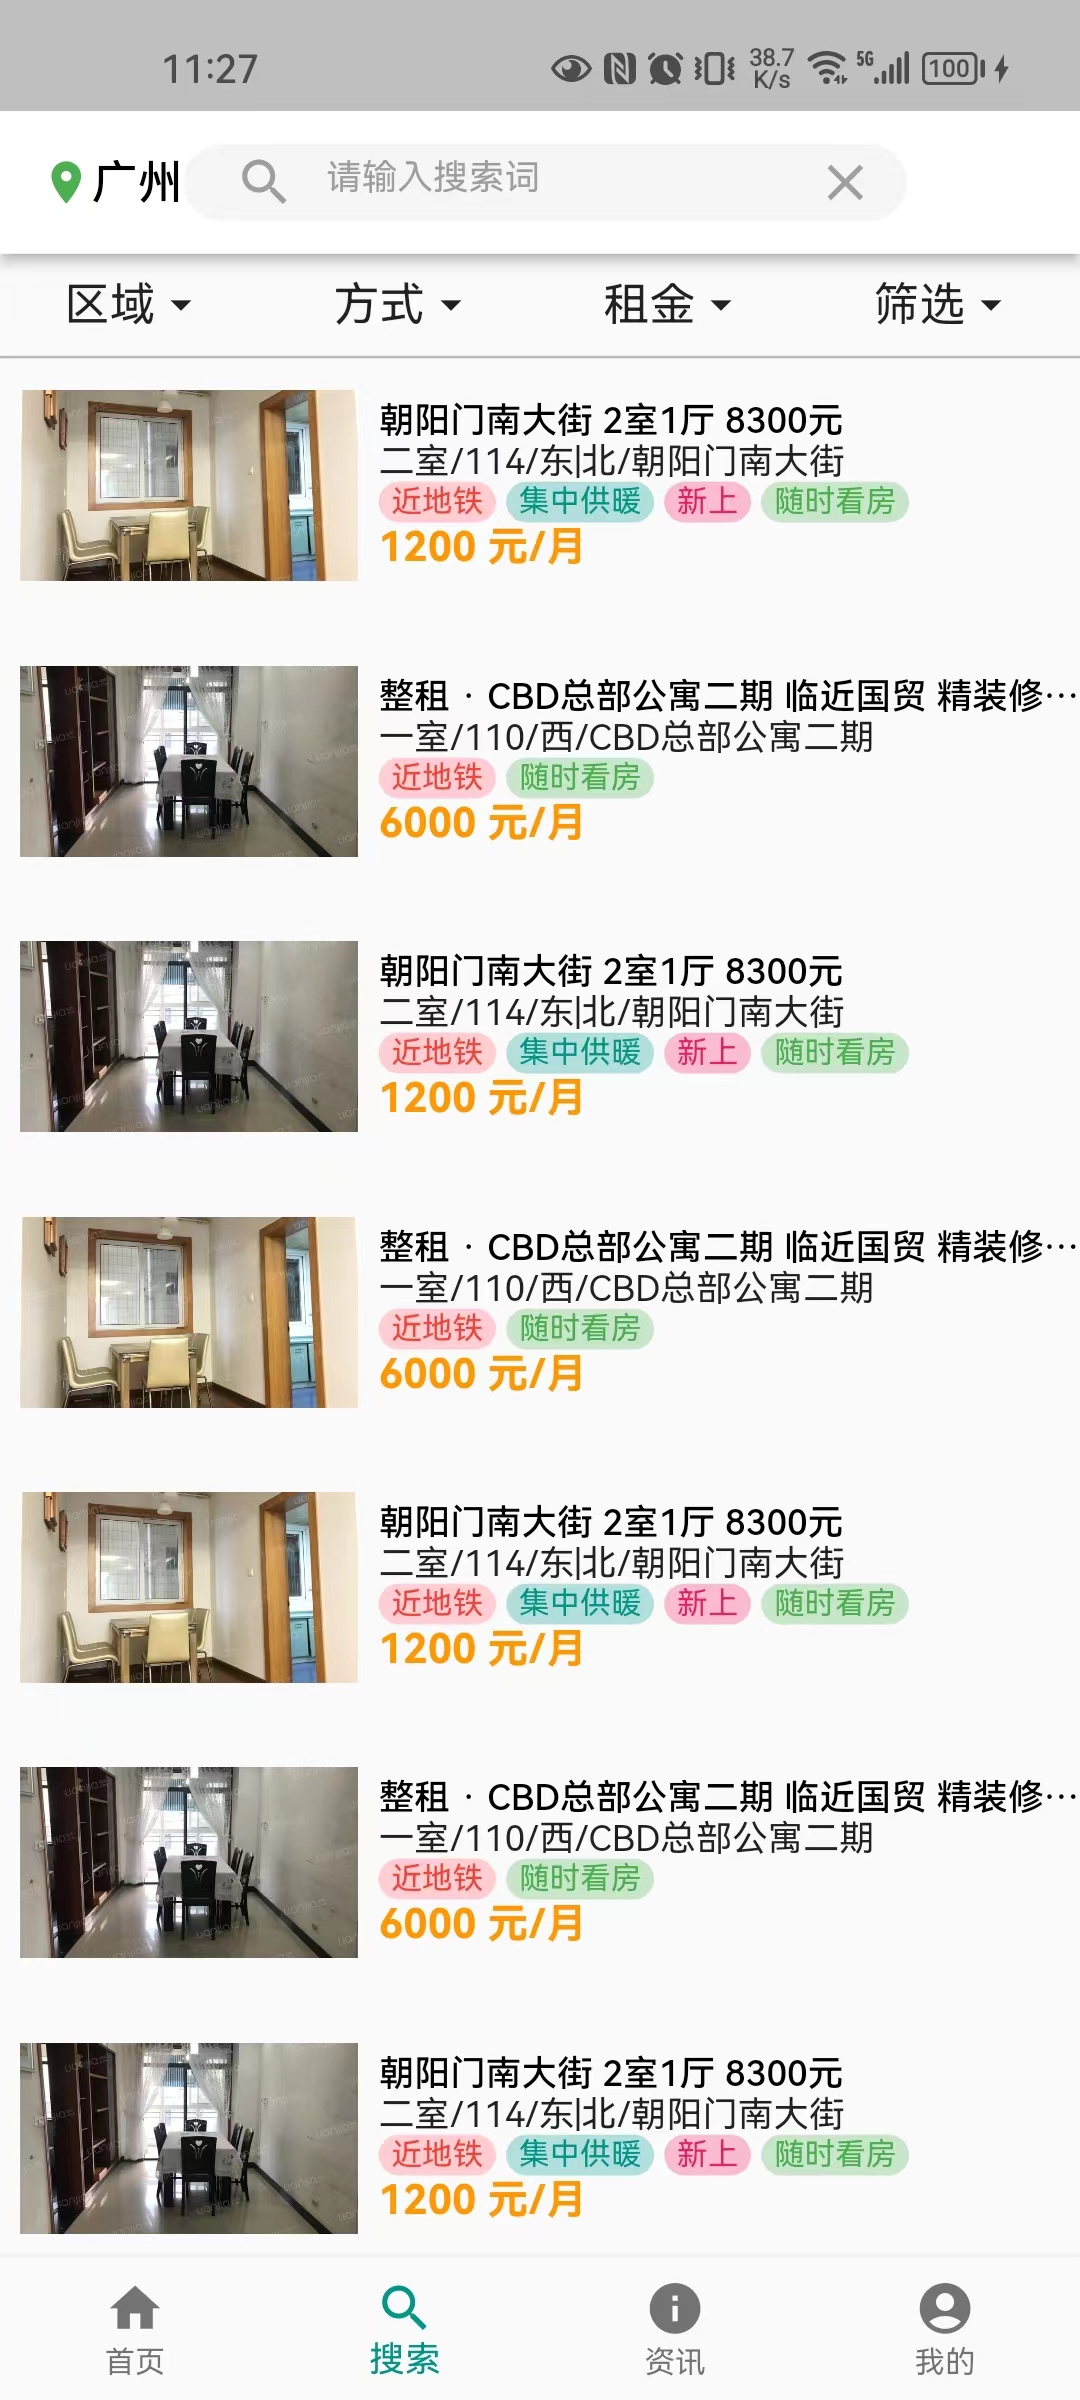 11:27
38.7
K/s
5G
100
广州
请输入搜索词
区域
方式
租金
筛选
朝阳门南大街 2室1厅 8300元
二室/114/东|北/朝阳门南大街
近地铁 集中供暖 新上 随时看房
1200 元/月
整租 · CBD总部公寓二期 临近国贸 精装修…
一室/110/西/CBD总部公寓二期
近地铁 随时看房
6000 元/月
朝阳门南大街 2室1厅 8300元
二室/114/东|北/朝阳门南大街
近地铁 集中供暖 新上 随时看房
1200 元/月
整租 · CBD总部公寓二期 临近国贸 精装修…
一室/110/西/CBD总部公寓二期
近地铁 随时看房
6000 元/月
朝阳门南大街 2室1厅 8300元
二室/114/东|北/朝阳门南大街
近地铁 集中供暖 新上 随时看房
1200 元/月
整租 · CBD总部公寓二期 临近国贸 精装修…
一室/110/西/CBD总部公寓二期
近地铁 随时看房
6000 元/月
朝阳门南大街 2室1厅 8300元
二室/114/东|北/朝阳门南大街
近地铁 集中供暖 新上 随时看房
1200 元/月
首页
搜索
资讯
我的